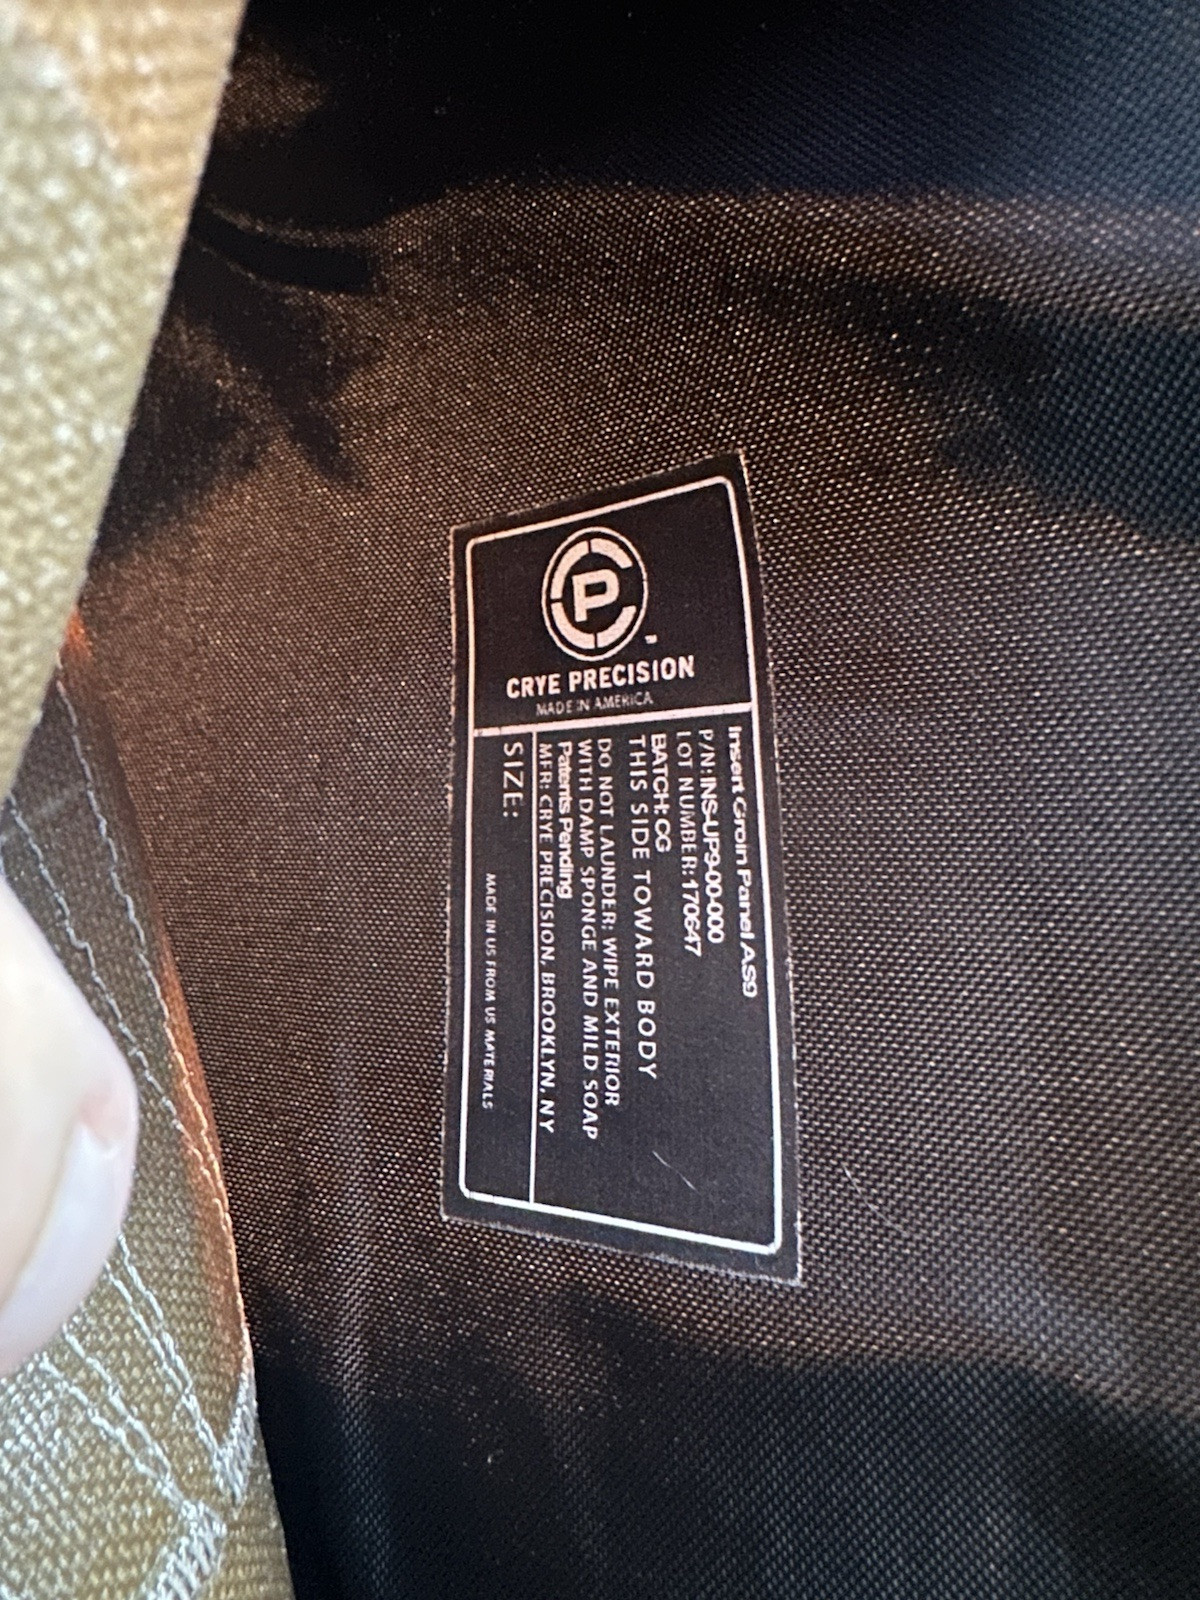 CP
™
CRYE PRECISION
MADE IN AMERICA
Insert Groin Panel AS9
P/N: INS-UP9-00-000
LOT NUMBER: 170647
BATCH: CG
THIS SIDE TOWARD BODY
DO NOT LAUNDER: WIPE EXTERIOR
WITH DAMP SPONGE AND MILD SOAP
Patents Pending
MFR: CRYE PRECISION, BROOKLYN, NY
SIZE:
MADE IN US FROM US MATERIALS